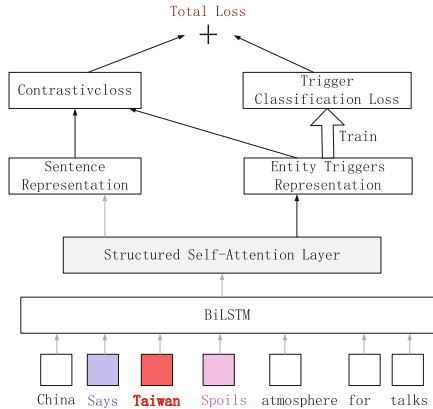 Total Loss
+
Contrastivcloss
Trigger
Classification Loss
Train
Sentence
Representation
Entity Triggers
Representation
Structured Self-Attention Layer
BiLSTM
China Says Taiwan Spoils atmosphere for talks